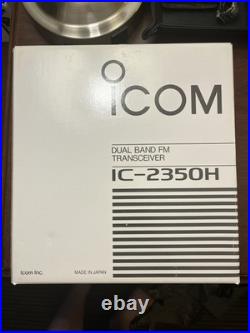 ICOM
DUAL BAND FM
TRANSCEIVER
IC-2350H
Icom Inc.
MADE IN JAPAN